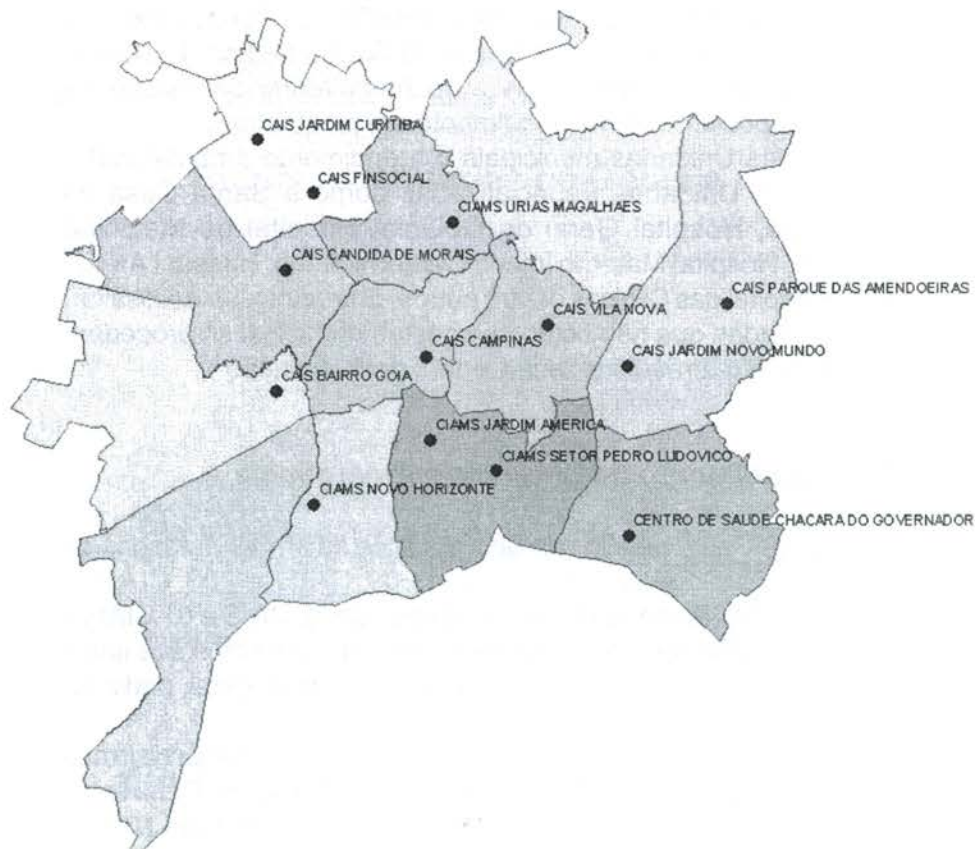 CAIS JARDIM CURITIBA
CAIS FINSOCIAL
CIAMS URIAS MAGALHAES
CAIS CANDIDA DE MORAIS
CAIS PARQUE DAS AMENDOEIRAS
CAIS VILA NOVA
CAIS CAMPINAS
CAIS JARDIM NOVO MUNDO
CAIS BAIRRO GOIA
CIAMS JARDIM AMERICA
CIAMS SETOR PEDRO LUDOVICO
CIAMS NOVO HORIZONTE
CENTRO DE SAUDE CHACARA DO GOVERNADOR